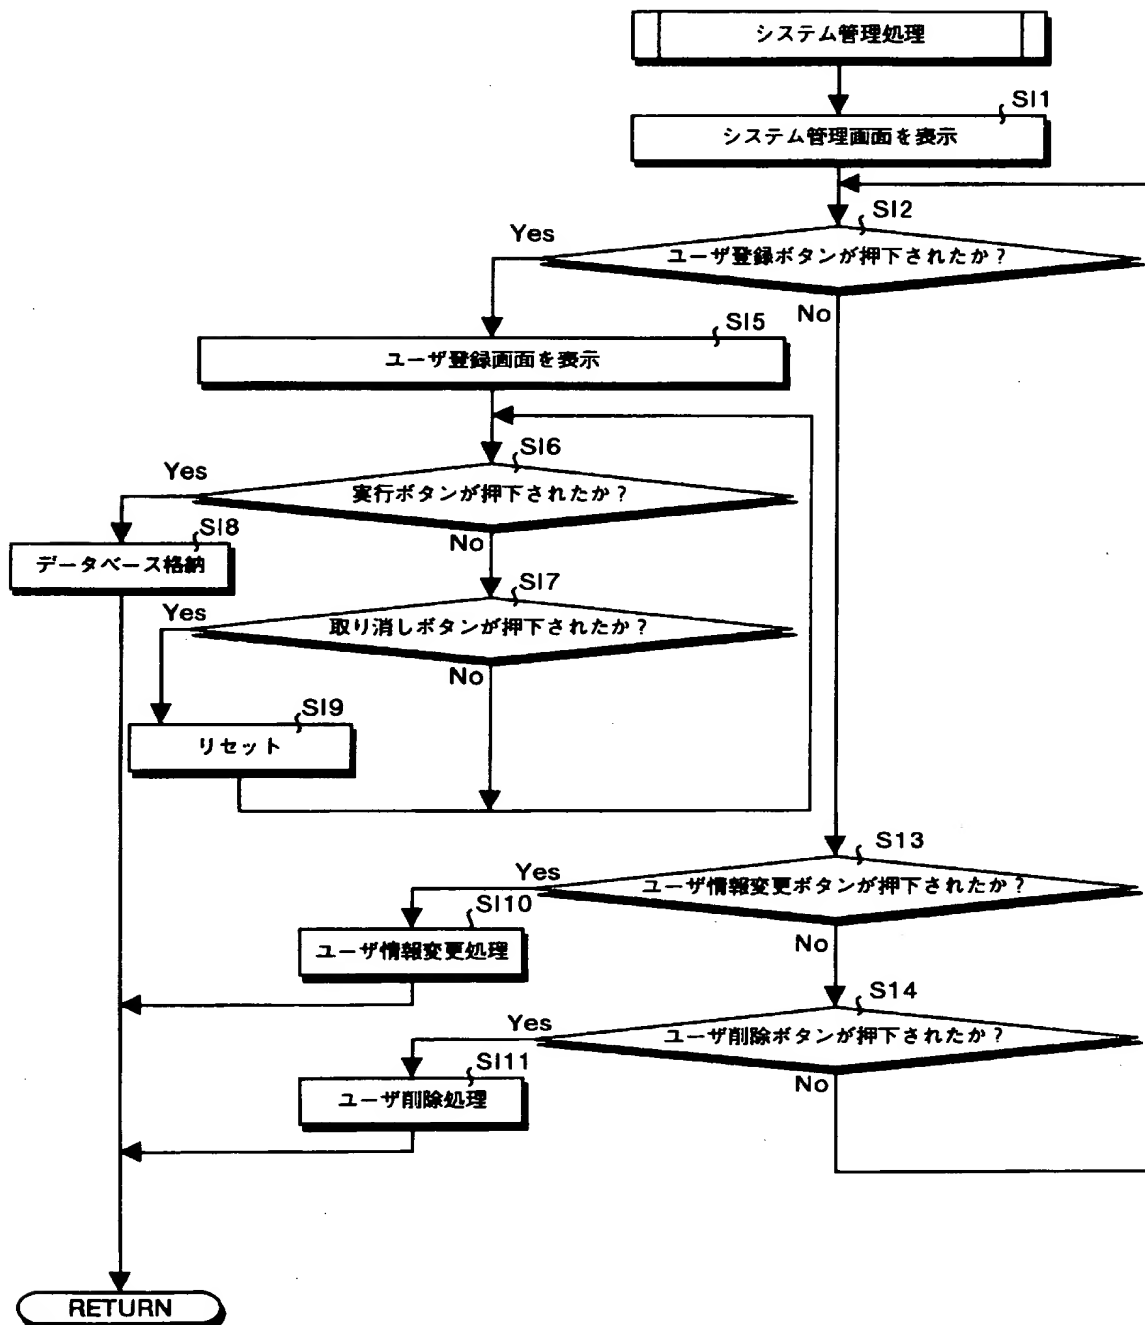 システム管理処理
SI1
システム管理画面を表示
SI2
Yes
ユーザ登録ボタンが押下されたか？
No
SI5
ユーザ登録画面を表示
SI6
Yes
実行ボタンが押下されたか？
SI8
No
データベース格納
SI7
Yes
取り消しボタンが押下されたか？
No
SI9
リセット
S13
Yes
ユーザ情報変更ボタンが押下されたか？
SI10
No
ユーザ情報変更処理
S14
Yes
ユーザ削除ボタンが押下されたか？
SI11
No
ユーザ削除処理
RETURN